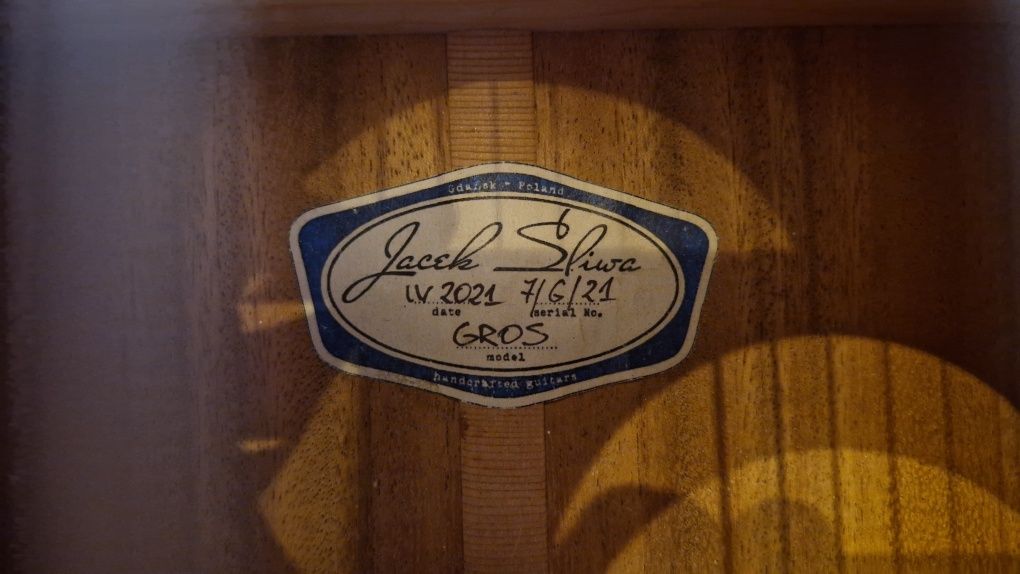 Gdańsk - Poland
Jacek Śliwa
IV 2021 7/G/21
date serial No.
GROS
model
handcrafted guitars